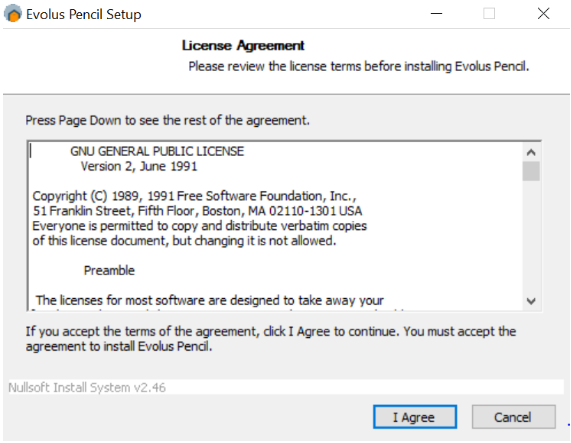 Evolus Pencil Setup
License Agreement
Please review the license terms before installing Evolus Pencil.
Press Page Down to see the rest of the agreement.
GNU GENERAL PUBLIC LICENSE
Version 2, June 1991
Copyright (C) 1989, 1991 Free Software Foundation, Inc.,
51 Franklin Street, Fifth Floor, Boston, MA 02110-1301 USA
Everyone is permitted to copy and distribute verbatim copies
of this license document, but changing it is not allowed.
Preamble
The licenses for most software are designed to take away your
If you accept the terms of the agreement, click I Agree to continue. You must accept the
agreement to install Evolus Pencil.
Nullsoft Install System v2.46
I Agree
Cancel